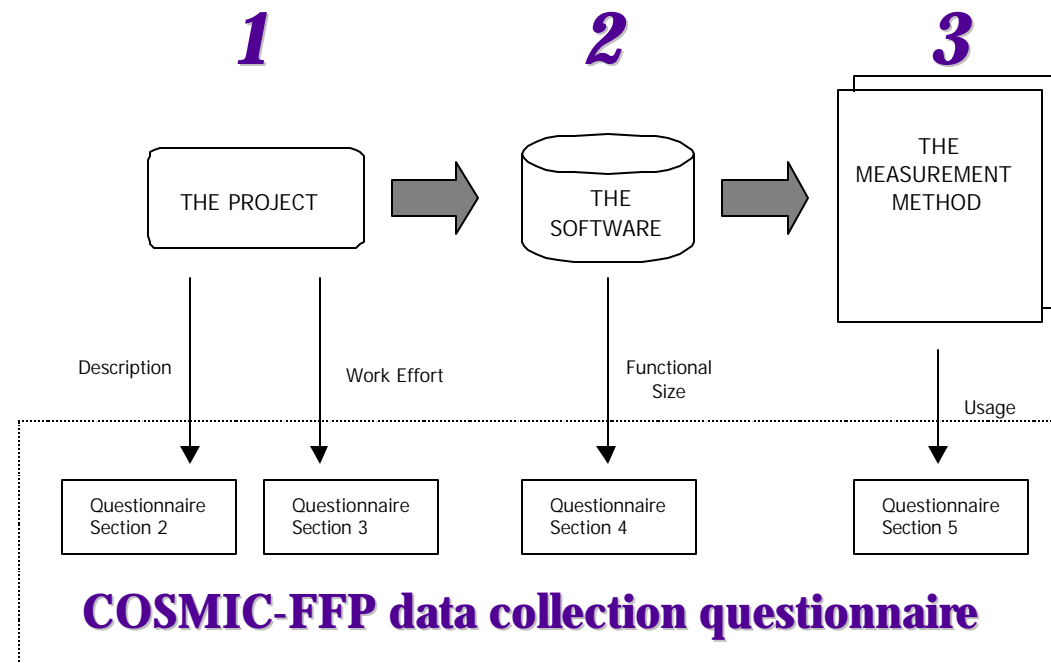 1
2
3
THE PROJECT
THE
SOFTWARE
THE
MEASUREMENT
METHOD
Description
Work Effort
Functional
Size
Usage
Questionnaire
Section 2
Questionnaire
Section 3
Questionnaire
Section 4
Questionnaire
Section 5
COSMIC-FFP data collection questionnaire